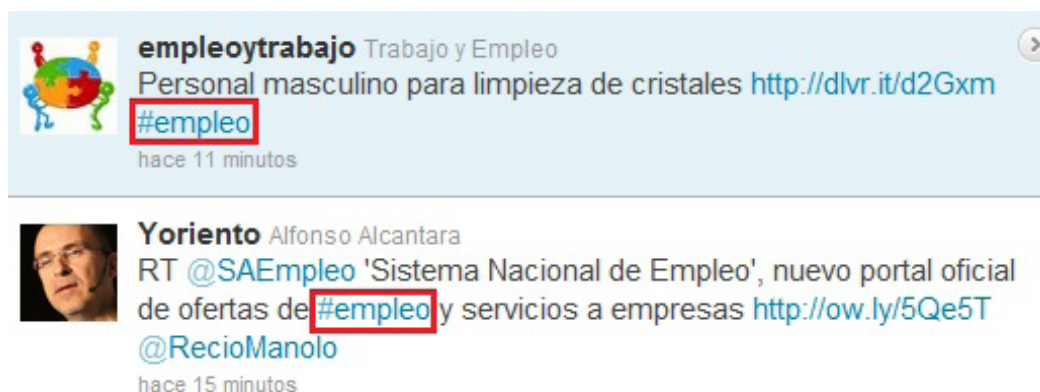 empleoytrabajo Trabajo y Empleo
Personal masculino para limpieza de cristales http://dlvr.it/d2Gxm
#empleo
hace 11 minutos
Yoriento Alfonso Alcantara
RT @SAEmpleo 'Sistema Nacional de Empleo', nuevo portal oficial
de ofertas de #empleo y servicios a empresas http://ow.ly/5Qe5T
@RecioManolo
hace 15 minutos